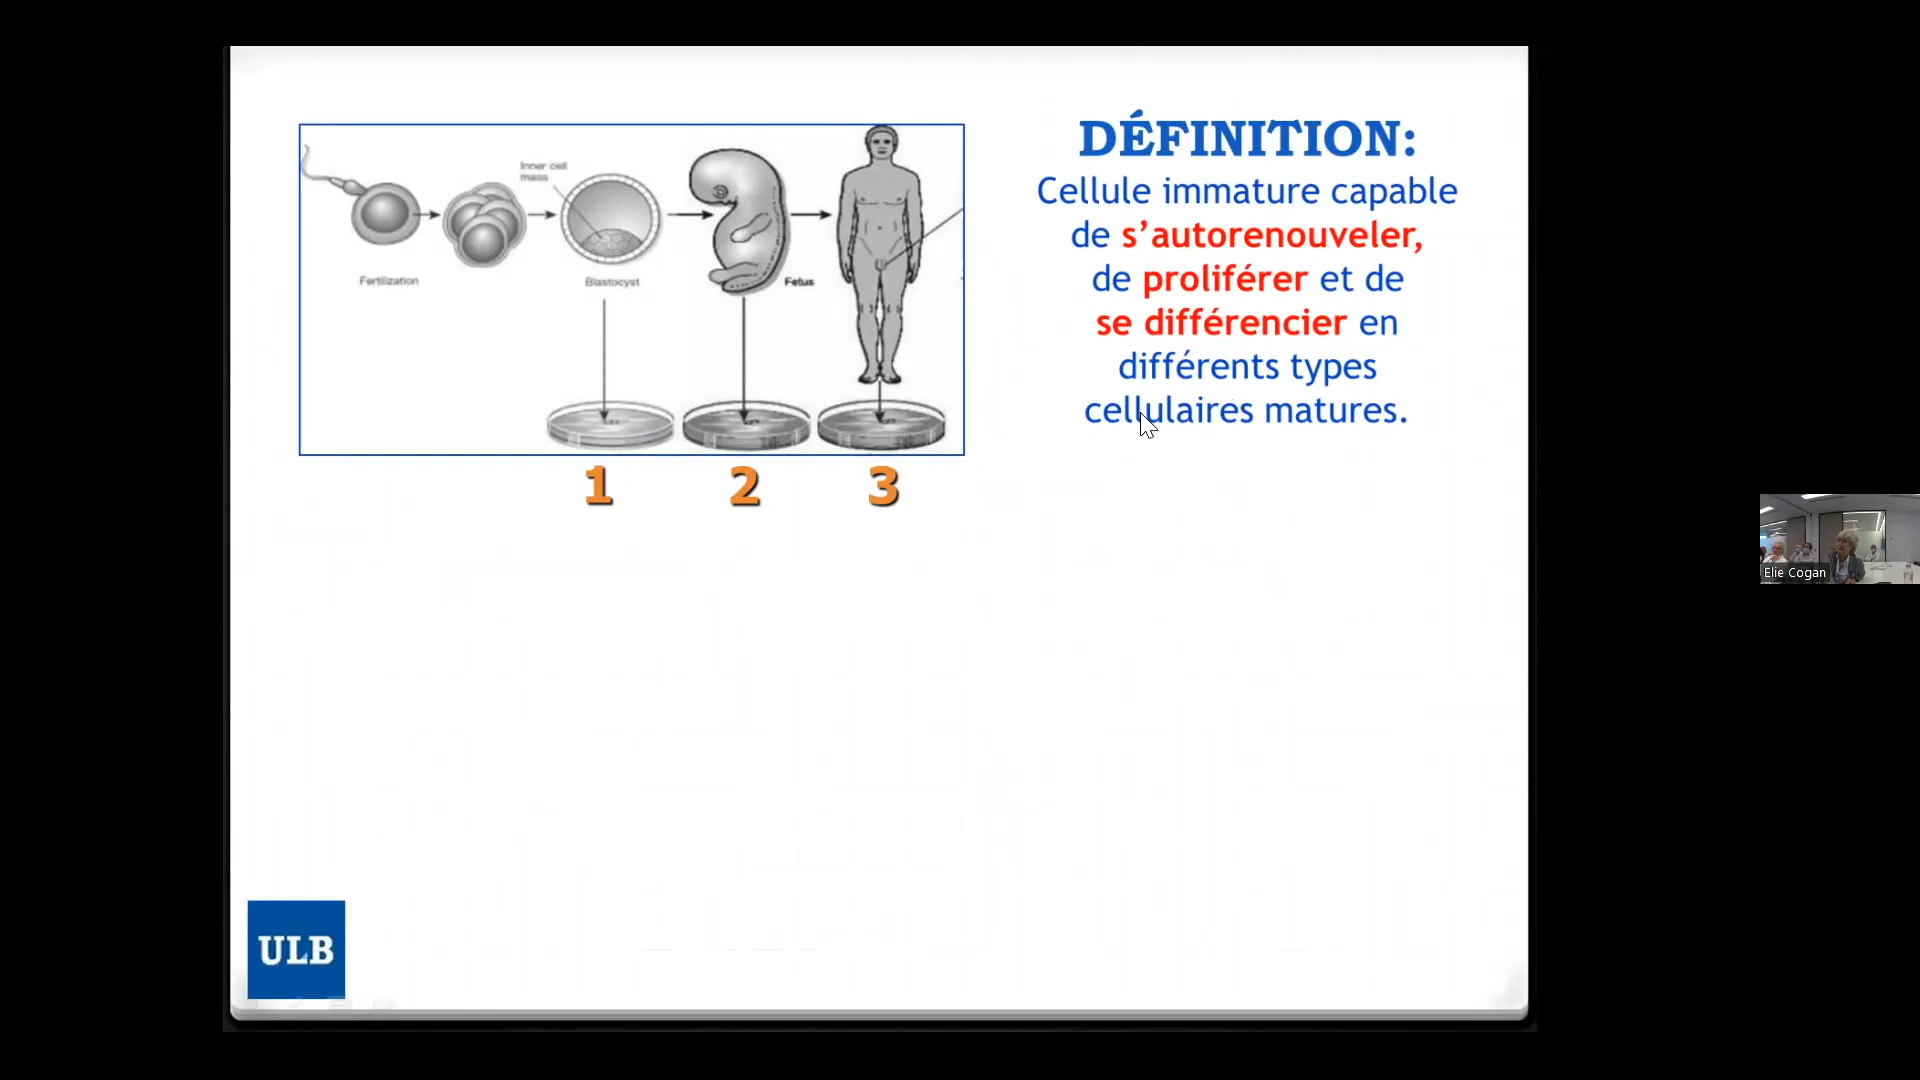 Inner cell
mass
Fertilization
Blastocyst
Fetus
1 2 3
DÉFINITION:
Cellule immature capable
de s’autorenouveler,
de proliférer et de
se différencier en
différents types
cellulaires matures.
ULB
Elie Cogan